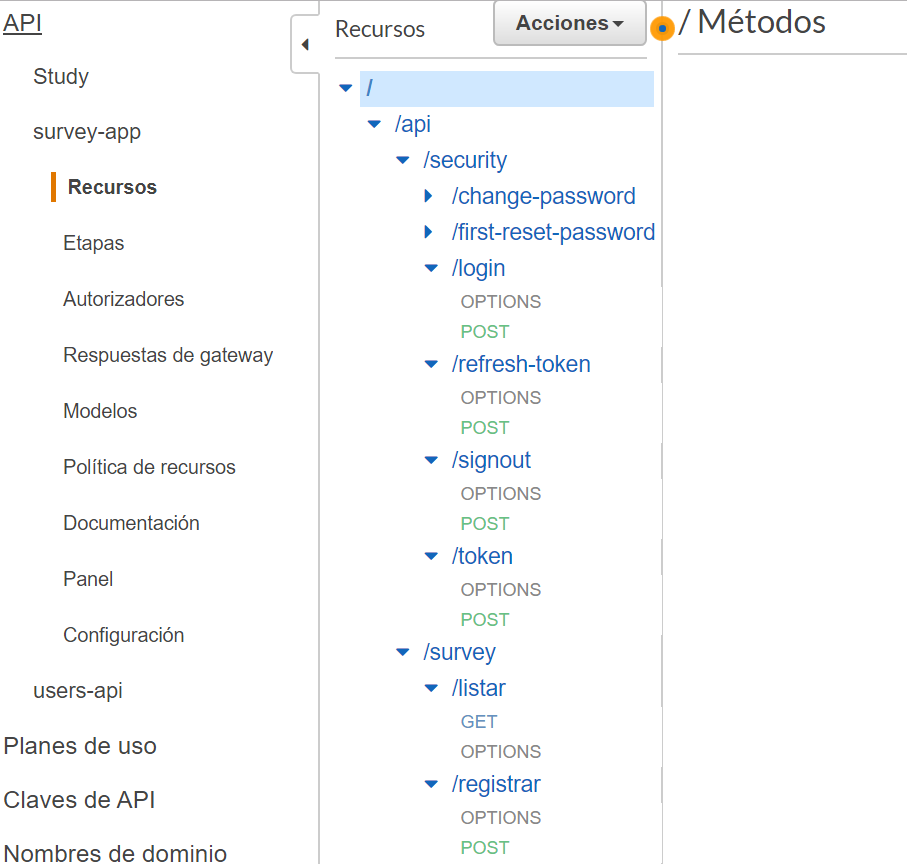 API
Study
survey-app
Recursos
Etapas
Autorizadores
Respuestas de gateway
Modelos
Política de recursos
Documentación
Panel
Configuración
users-api
Planes de uso
Claves de API
Nombres de dominio
Recursos
Acciones
/
/api
/security
/change-password
/first-reset-password
/login
OPTIONS
POST
/refresh-token
OPTIONS
POST
/signout
OPTIONS
POST
/token
OPTIONS
POST
/survey
/listar
GET
OPTIONS
/registrar
OPTIONS
POST
/ Métodos